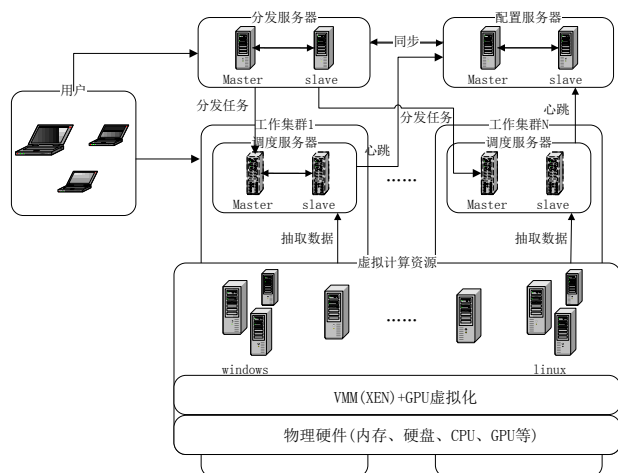 分发服务器
配置服务器
同步
Master
slave
Master
slave
用户
分发任务
分发任务
心跳
工作集群1
工作集群N
调度服务器
心跳
调度服务器
......
Master
slave
Master
slave
抽取数据
抽取数据
虚拟计算资源
......
windows
linux
VMM(XEN)+GPU虚拟化
物理硬件(内存、硬盘、CPU、GPU等)